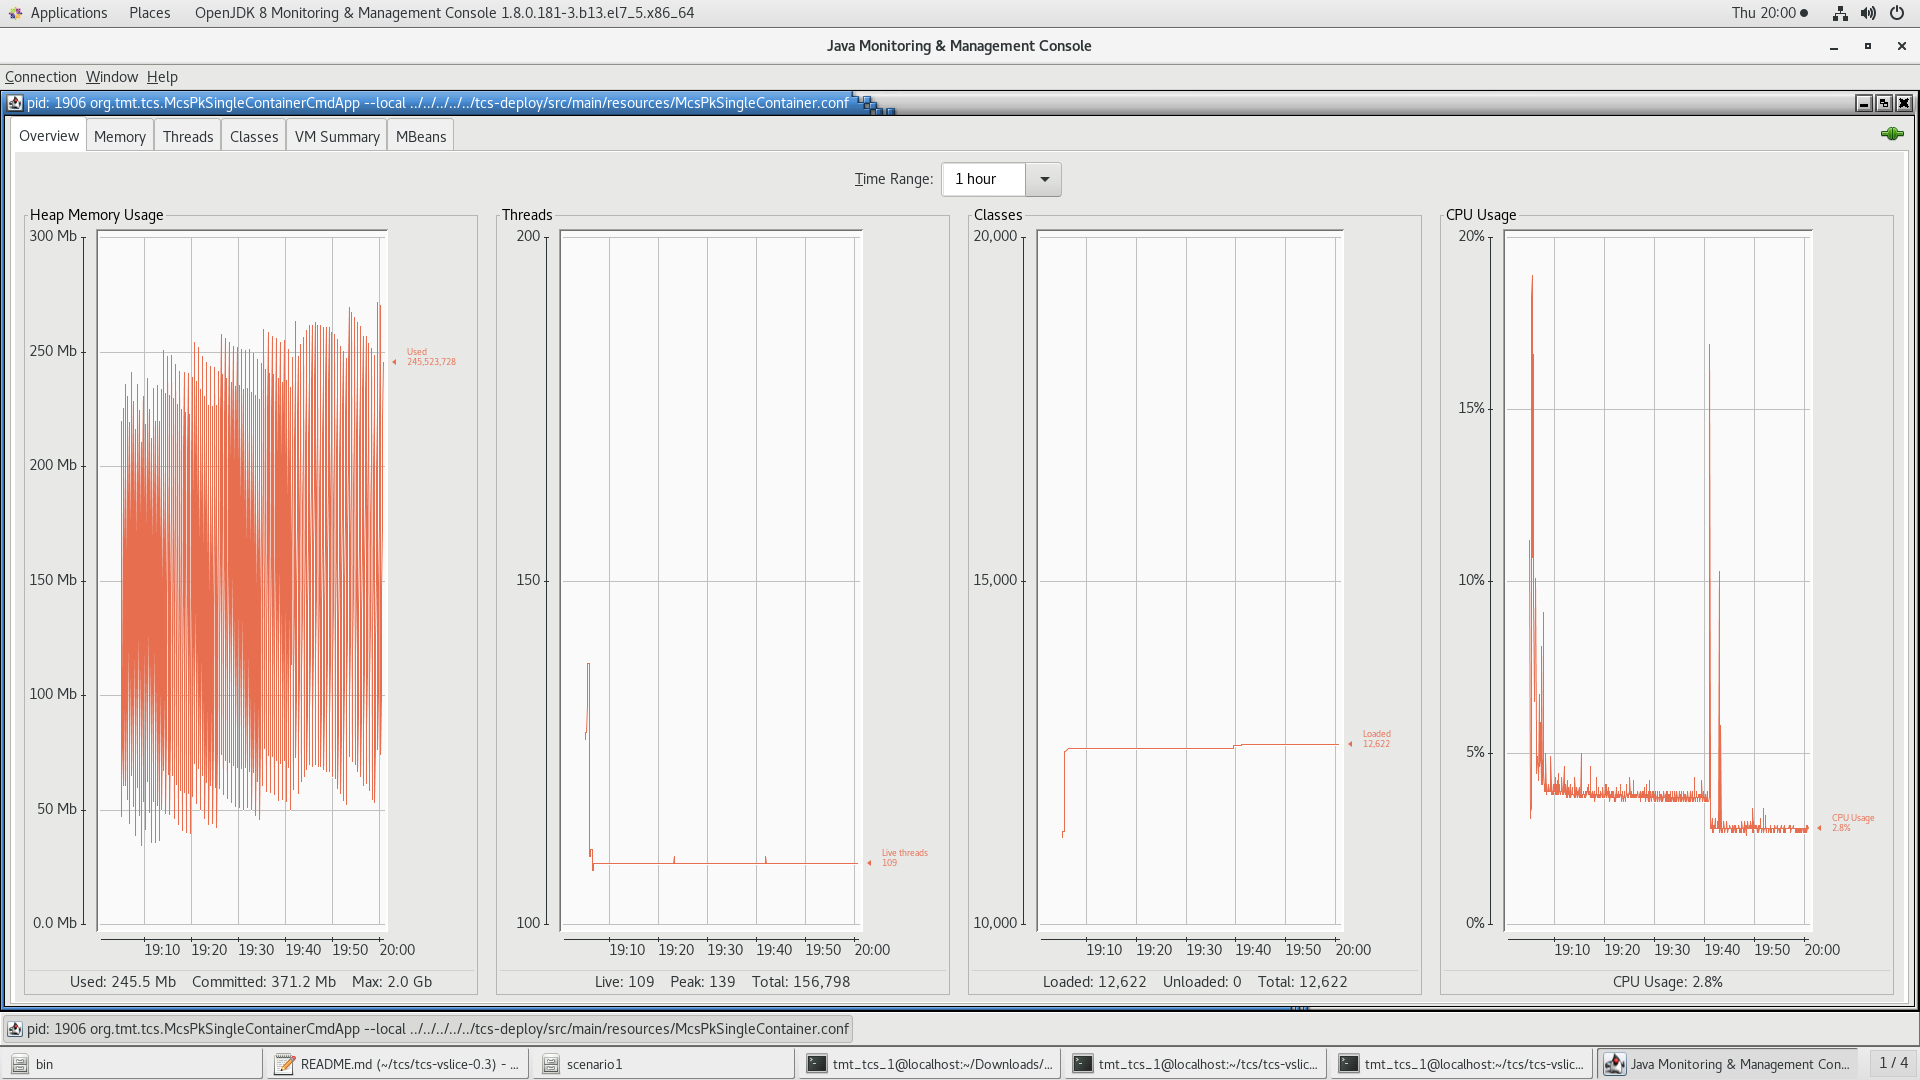 Applications Places OpenJDK 8 Monitoring & Management Console 1.8.0.181-3.b13.el7_5.x86_64 Thu 20:00
Java Monitoring & Management Console
Connection Window Help
pid: 1906 org.tmt.tcs.McsPkSingleContainerCmdApp --local ../../../../../tcs-deploy/src/main/resources/McsPkSingleContainer.conf
Overview Memory Threads Classes VM Summary MBeans
Time Range: 1 hour
Heap Memory Usage
300 Mb
250 Mb
200 Mb
150 Mb
100 Mb
50 Mb
0.0 Mb
Used
245,523,728
19:10 19:20 19:30 19:40 19:50 20:00
Used: 245.5 Mb Committed: 371.2 Mb Max: 2.0 Gb
Threads
200
150
100
Live threads
109
19:10 19:20 19:30 19:40 19:50 20:00
Live: 109 Peak: 139 Total: 156,798
Classes
20,000
15,000
10,000
Loaded
12,622
19:10 19:20 19:30 19:40 19:50 20:00
Loaded: 12,622 Unloaded: 0 Total: 12,622
CPU Usage
20%
15%
10%
5%
0%
CPU Usage
2.8%
19:10 19:20 19:30 19:40 19:50 20:00
CPU Usage: 2.8%
pid: 1906 org.tmt.tcs.McsPkSingleContainerCmdApp --local ../../../../../tcs-deploy/src/main/resources/McsPkSingleContainer.conf
bin README.md (~/tcs/tcs-vslice-0.3) - ... scenario1 tmt_tcs_1@localhost:~/Downloads/... tmt_tcs_1@localhost:~/tcs/tcs-vslic... tmt_tcs_1@localhost:~/tcs/tcs-vslic... Java Monitoring & Management Con... 1 / 4